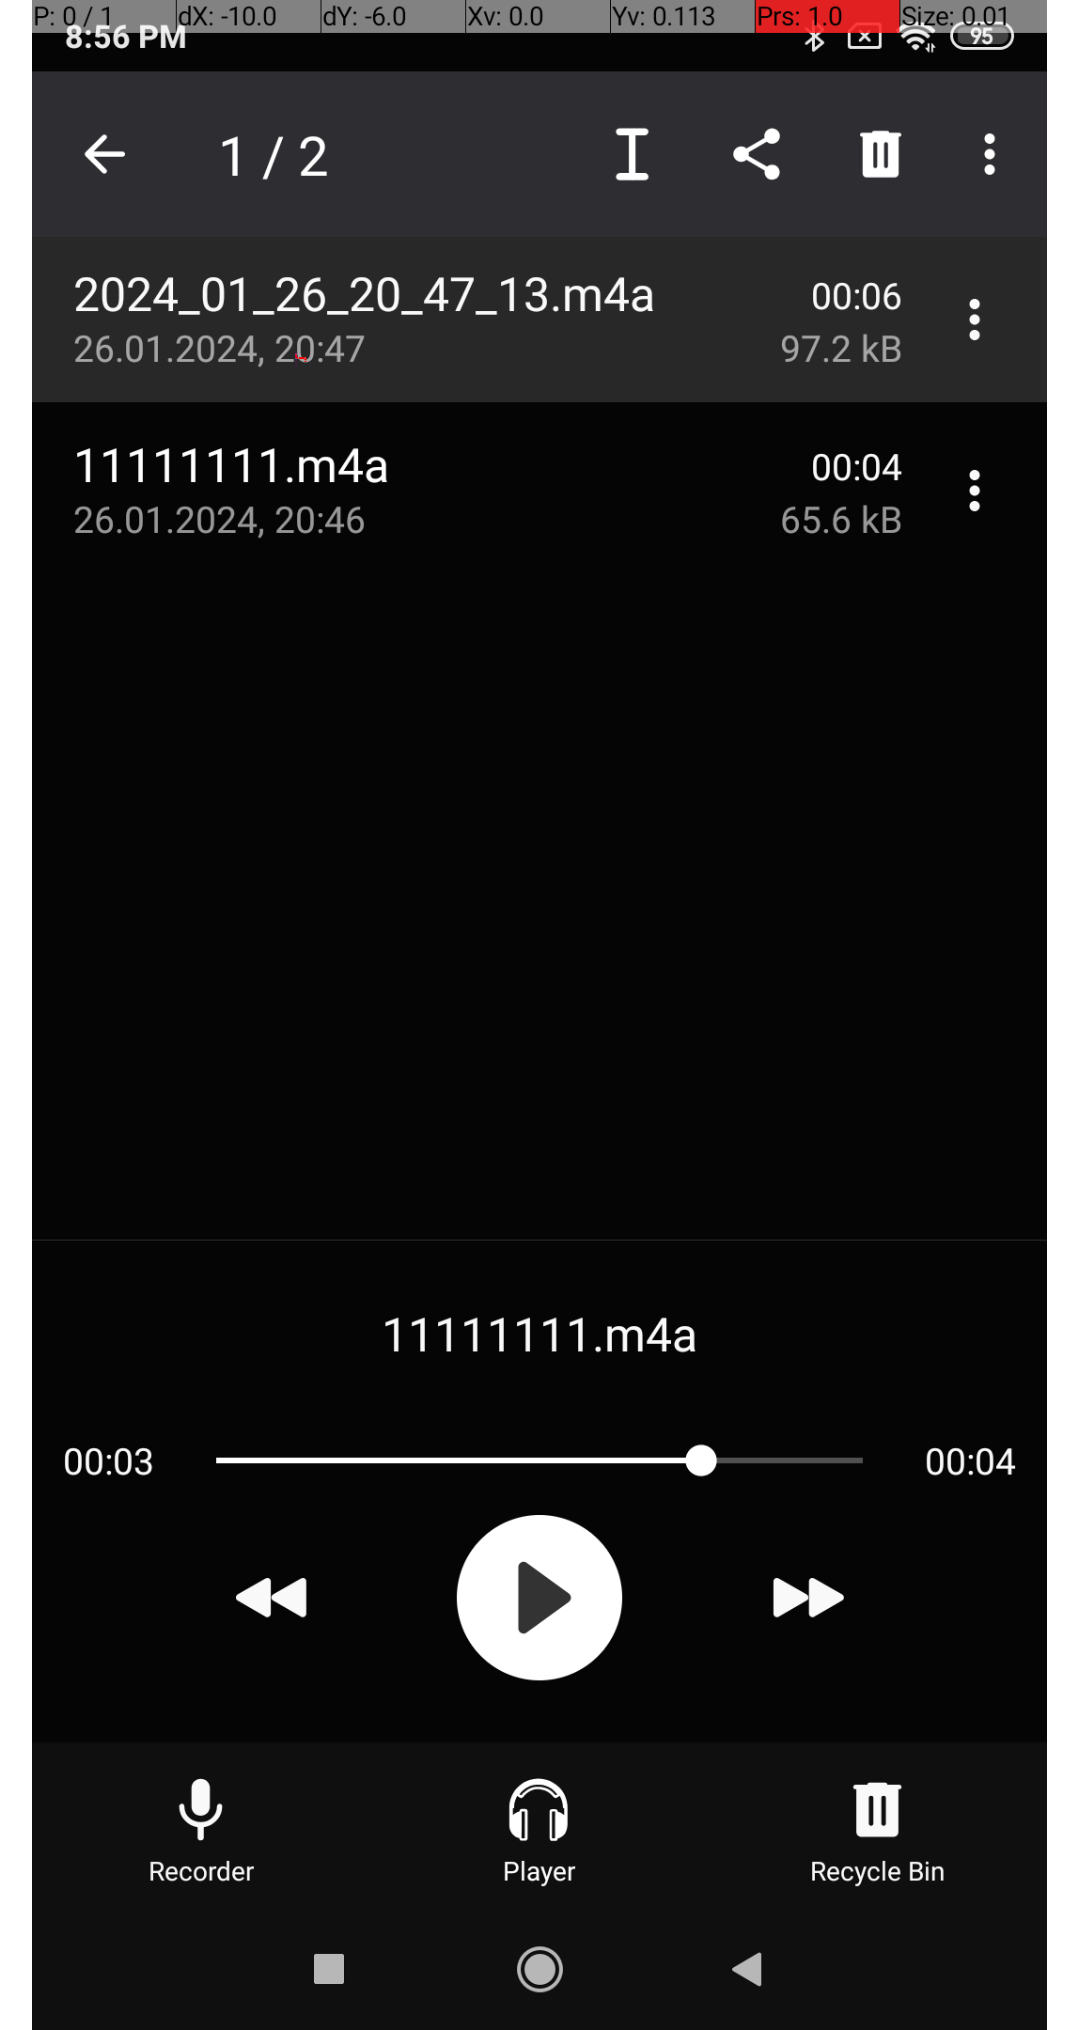 P: 0 / 1 dX: -10.0 dY: -6.0 Xv: 0.0 Yv: 0.113 Prs: 1.0 Size: 0.01
8:56 PM 95
1 / 2
2024_01_26_20_47_13.m4a 00:06
26.01.2024, 20:47 97.2 kB
11111111.m4a 00:04
26.01.2024, 20:46 65.6 kB
11111111.m4a
00:03 00:04
Recorder Player Recycle Bin